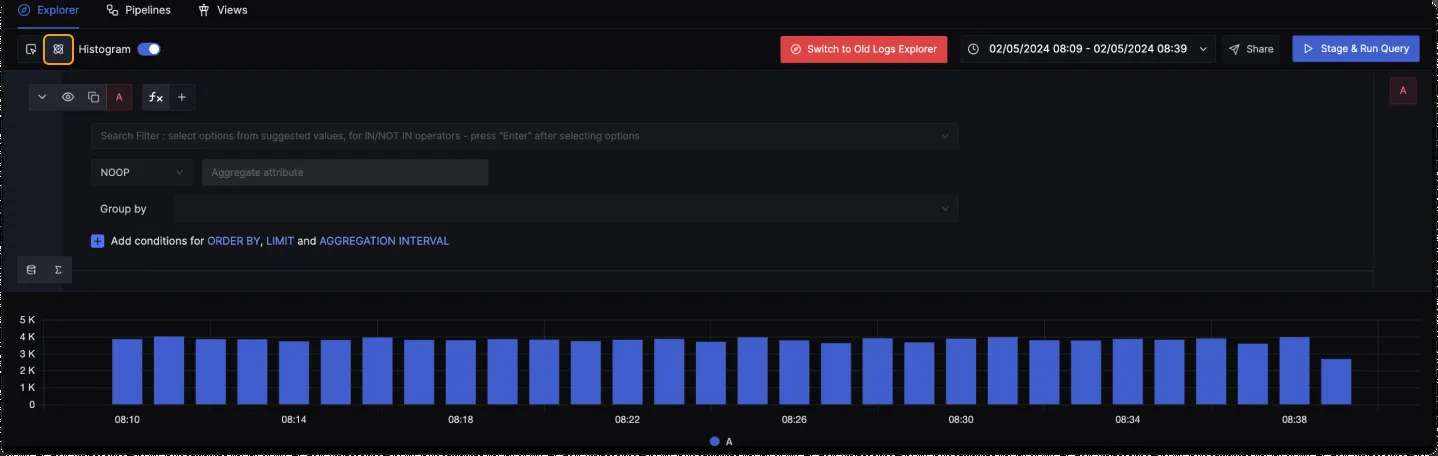 Explorer Pipelines Views
Histogram Switch to Old Logs Explorer 02/05/2024 08:09 - 02/05/2024 08:39 Share Stage & Run Query
A fx + A
Search Filter : select options from suggested values, for IN/NOT IN operators - press "Enter" after selecting options
NOOP Aggregate attribute
Group by
+ Add conditions for ORDER BY, LIMIT and AGGREGATION INTERVAL
Σ
5 K
4 K
3 K
2 K
1 K
0
08:10 08:14 08:18 08:22 08:26 08:30 08:34 08:38
A